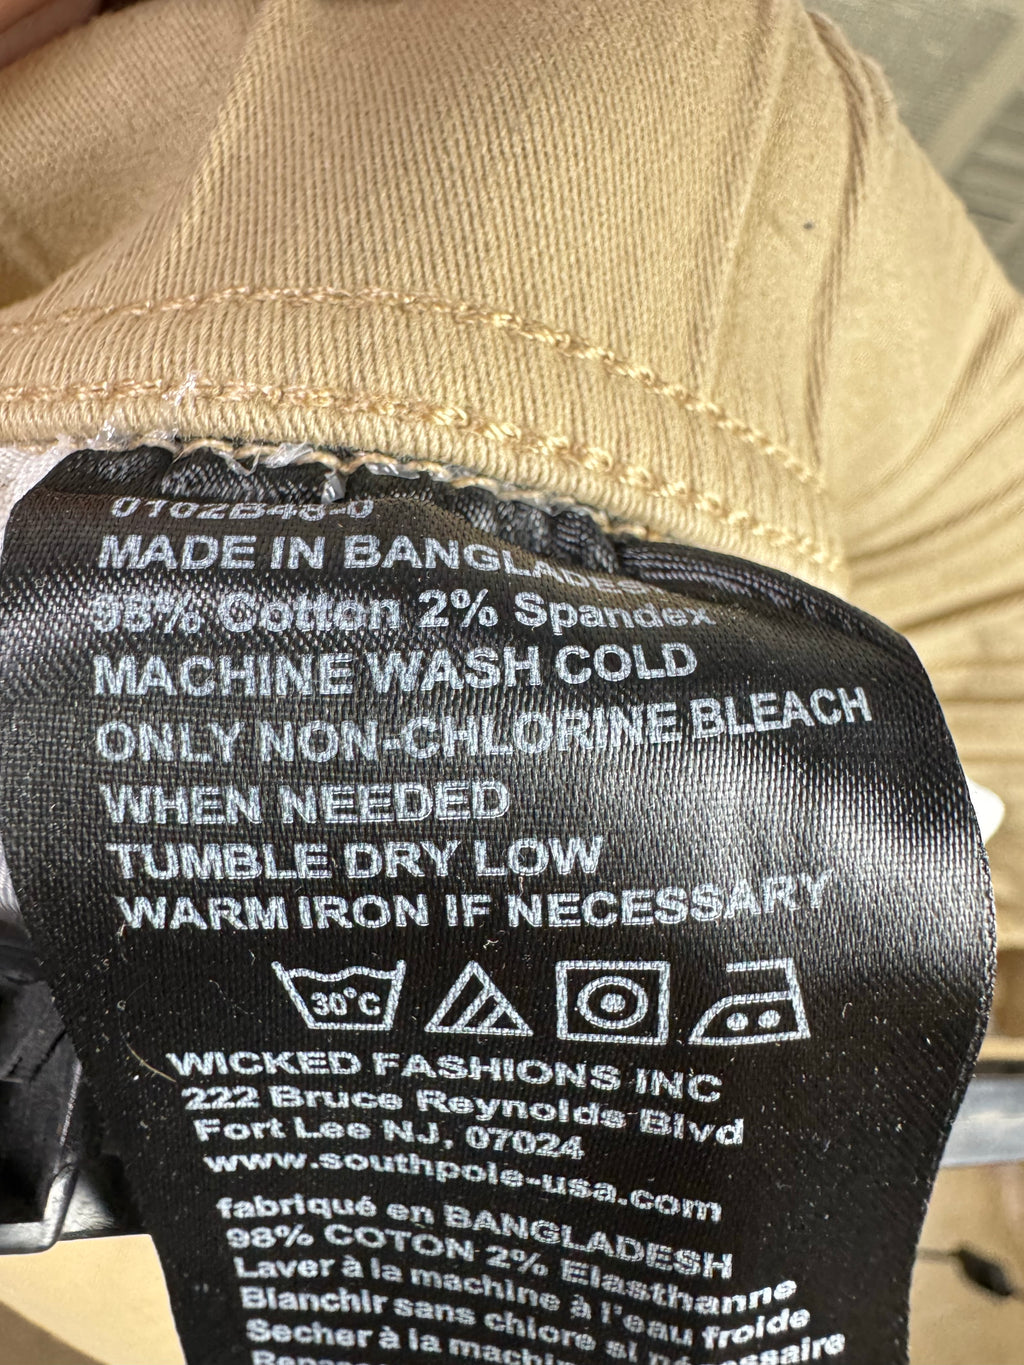 MADE IN BANGLADESH
98% Cotton 2% Spandex
MACHINE WASH COLD
ONLY NON-CHLORINE BLEACH
WHEN NEEDED
TUMBLE DRY LOW
WARM IRON IF NECESSARY
30°C
WICKED FASHIONS INC
222 Bruce Reynolds Blvd
Fort Lee NJ, 07024
www.southpole-usa.com
fabriqué en BANGLADESH
98% COTON 2% Elasthanne
Laver à la machine à l'eau froide
Blanchir sans chlore si
Secher à la